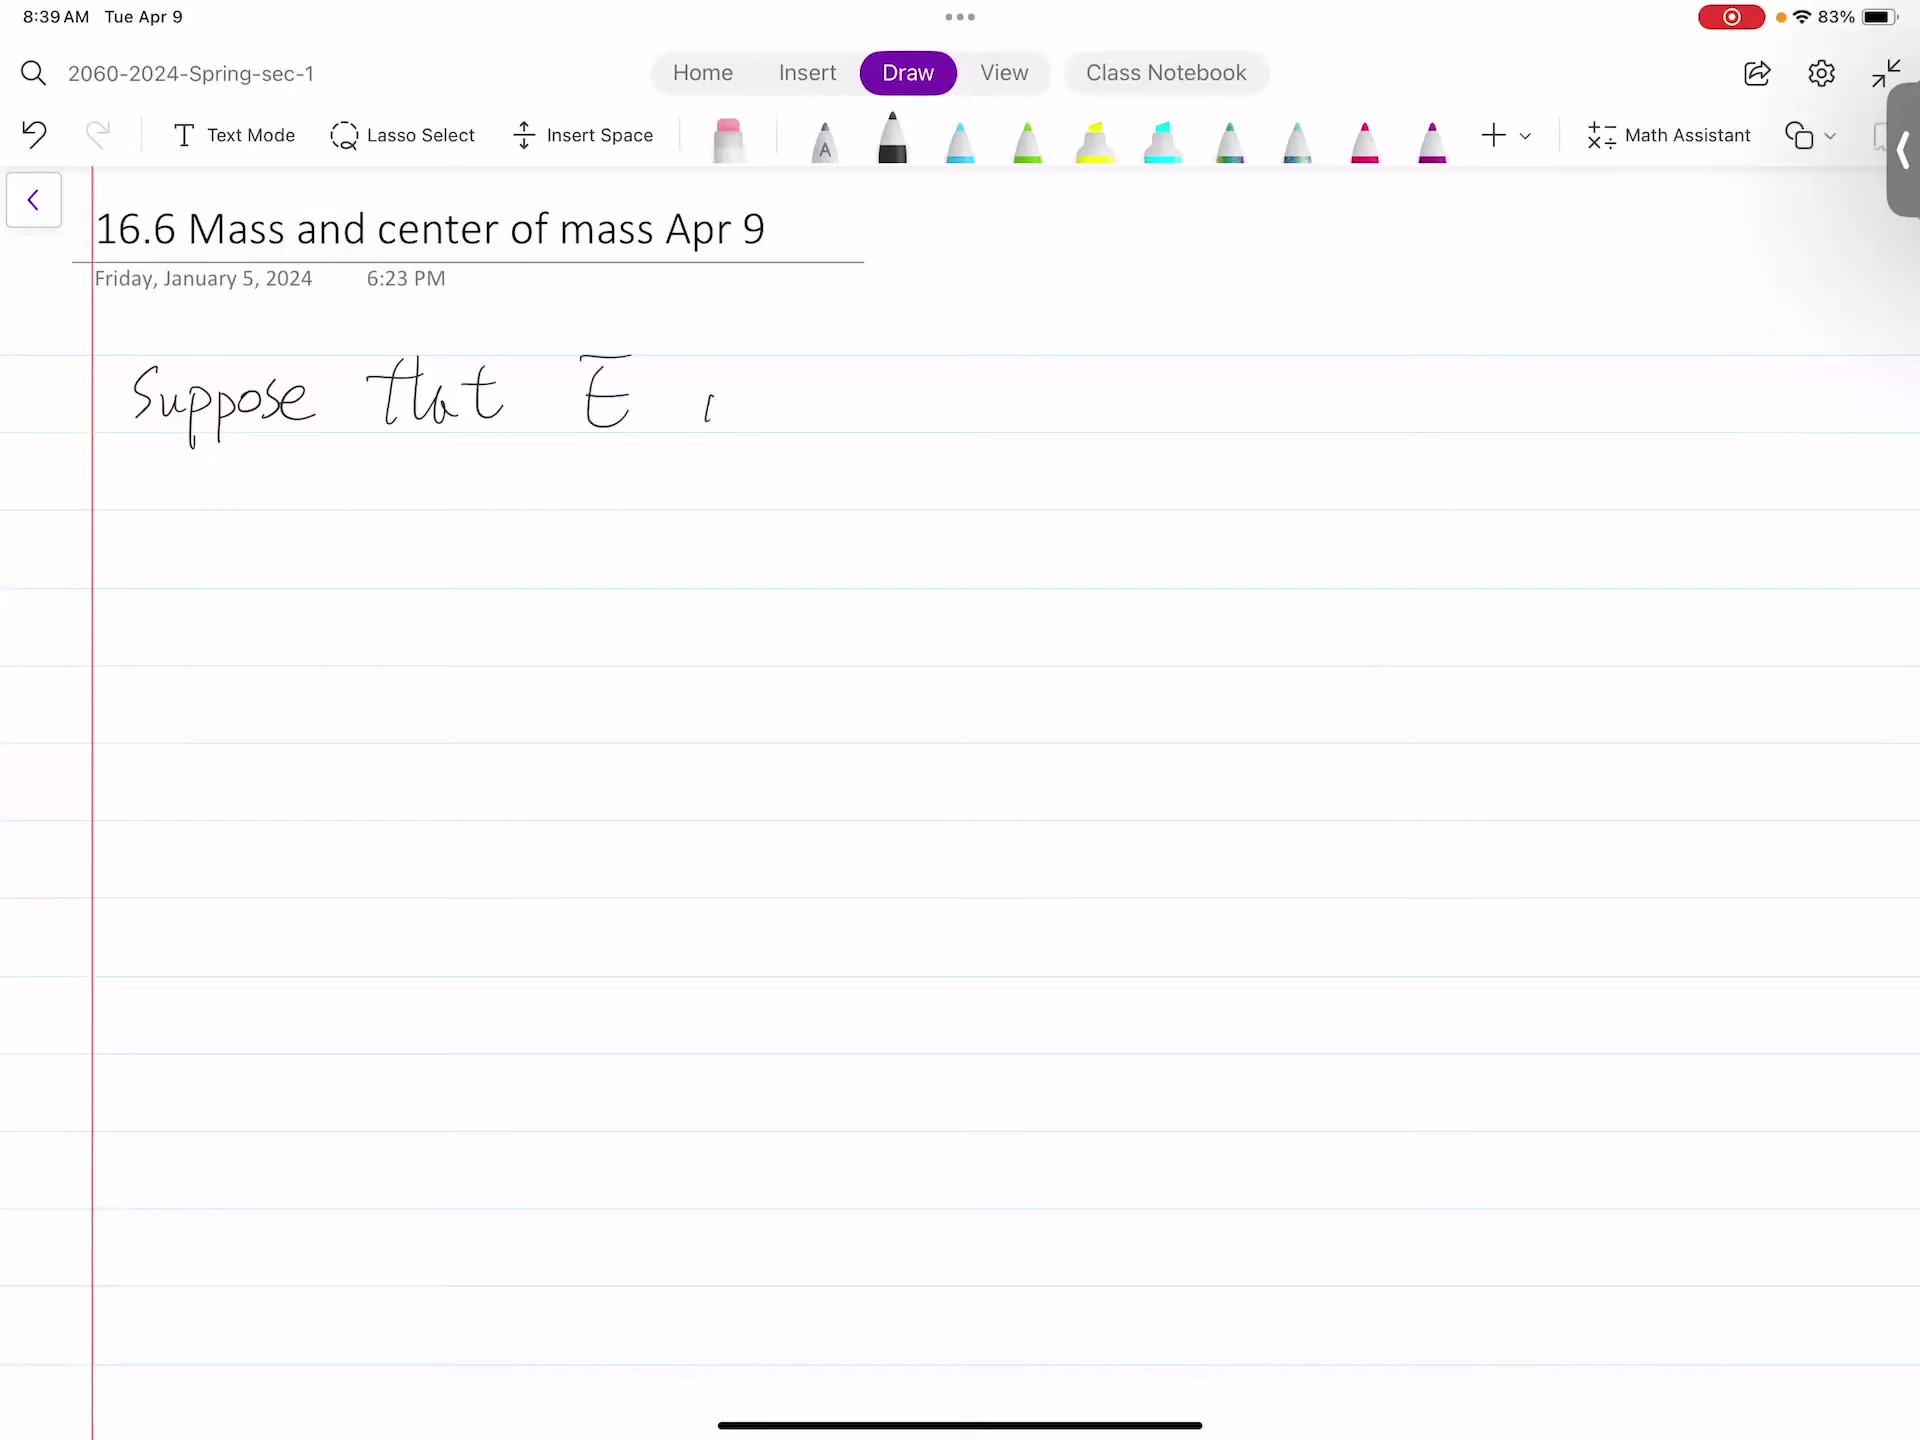 8:39 AM Tue Apr 9
83%
2060-2024-Spring-sec-1
Home Insert Draw View Class Notebook
Text Mode Lasso Select Insert Space A Math Assistant
16.6 Mass and center of mass Apr 9
Friday, January 5, 2024 6:23 PM
Suppose that E